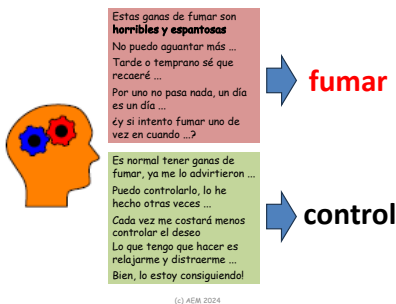 Estas ganas de fumar son
horribles y espantosas
No puedo aguantar más ...
Tarde o temprano sé que
recaeré ...
Por uno no pasa nada, un día
es un día ...
¿y si intento fumar uno de
vez en cuando ...?
fumar
Es normal tener ganas de
fumar, ya me lo advirtieron ...
Puedo controlarlo, lo he
hecho otras veces ...
Cada vez me costará menos
controlar el deseo
Lo que tengo que hacer es
relajarme y distraerme ...
Bien, lo estoy consiguiendo!
control
(c) AEM 2024